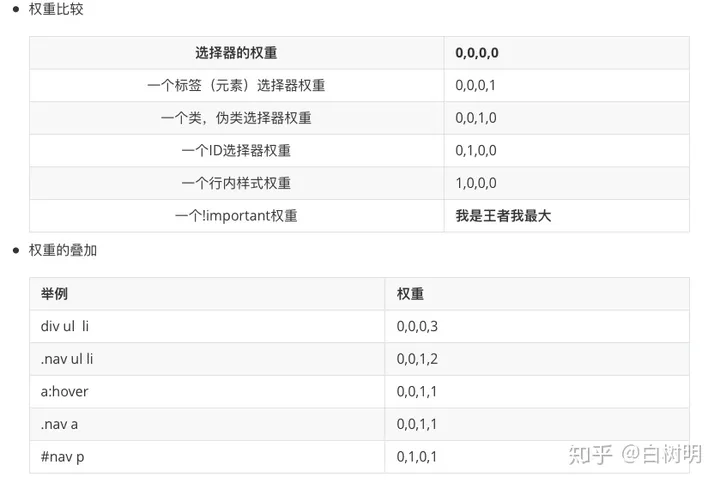 权重比较
选择器的权重 0,0,0,0
一个标签（元素）选择器权重 0,0,0,1
一个类，伪类选择器权重 0,0,1,0
一个ID选择器权重 0,1,0,0
一个行内样式权重 1,0,0,0
一个!important权重 我是王者我最大
权重的叠加
举例 权重
div ul li 0,0,0,3
.nav ul li 0,0,1,2
a:hover 0,0,1,1
.nav a 0,0,1,1
#nav p 0,1,0,1
知乎 @白树明